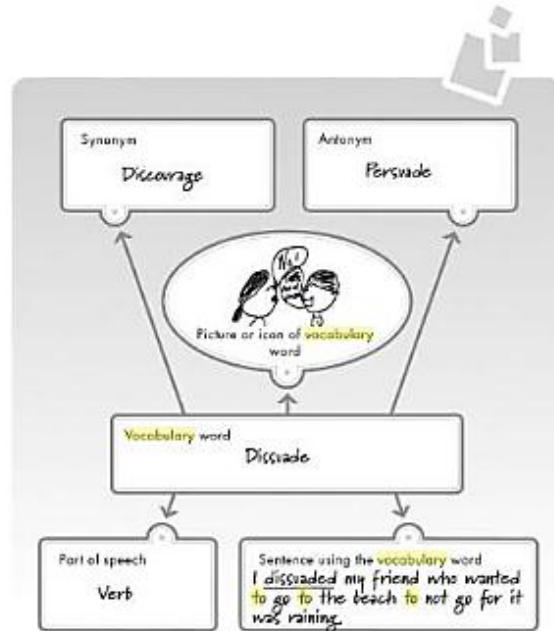 Synonym
Discourage
Antonym
Persuade
No!
Picture or icon of vocabulary
word
Vocabulary word
Dissuade
Part of speech
Verb
Sentence using the vocabulary word
I dissuaded my friend who wanted
to go to the beach to not go for it
was raining.